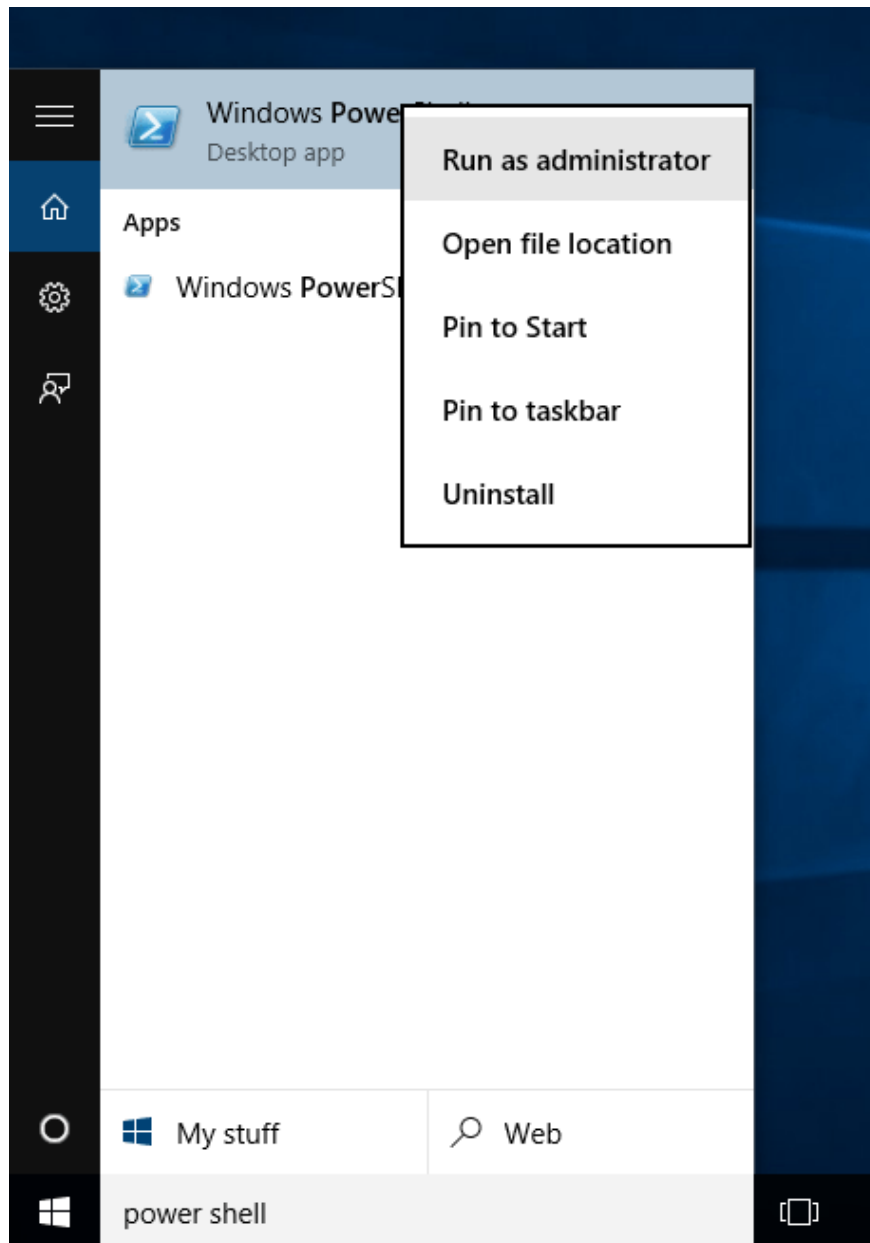 Windows Powe
Desktop app
Run as administrator
Apps
Open file location
Windows PowerS
Pin to Start
Pin to taskbar
Uninstall
My stuff
Web
power shell